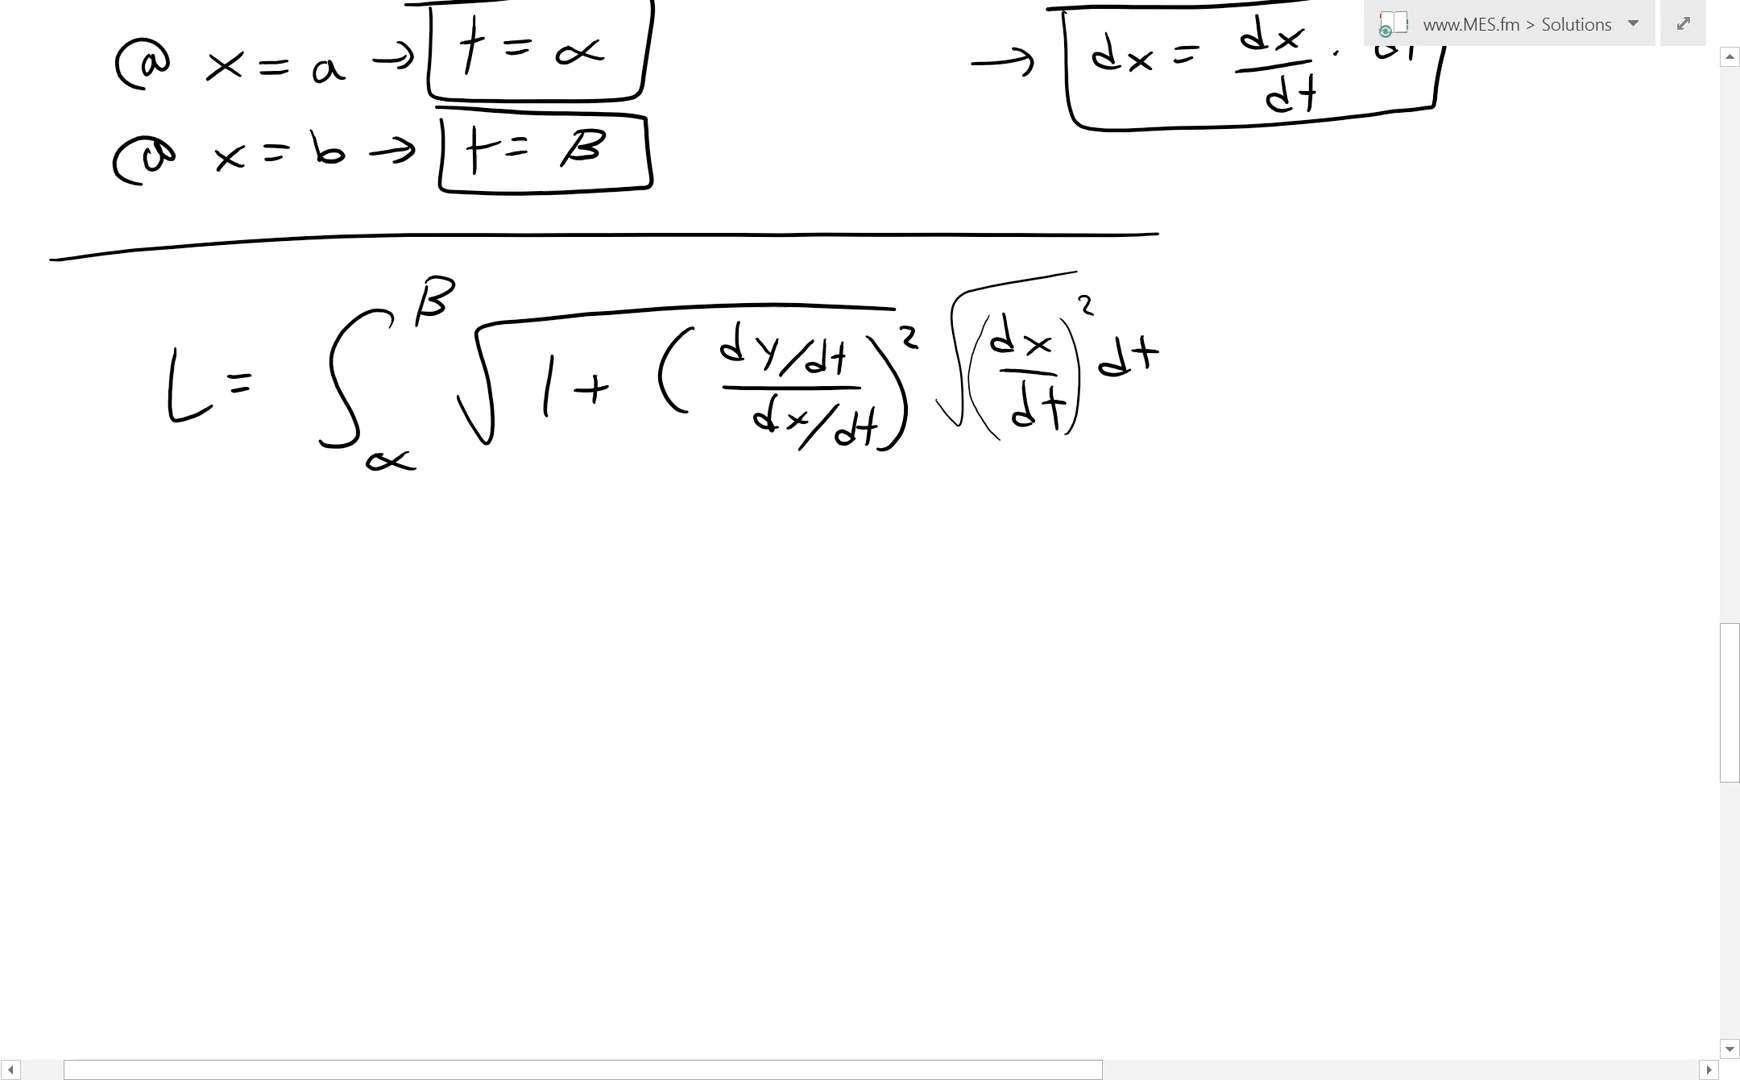 www.MES.fm > Solutions
@ x = a → t = α
→ dx = dx/dt ·
@ x = b → t = β
L = ∫_α^β √(1 + ((dy/dt)/(dx/dt))²) √((dx/dt)²) dt